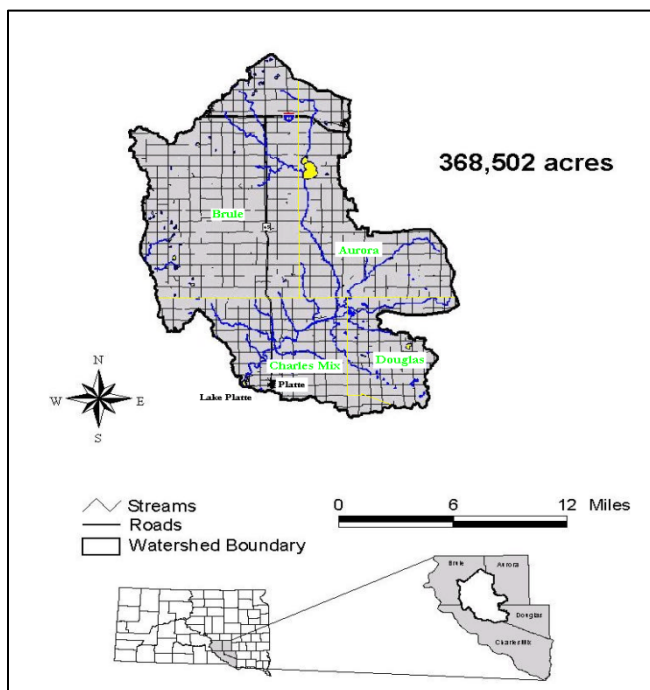 368,502 acres
Brule
Aurora
Charles Mix
Douglas
Platte
Lake Platte
N
W
E
S
Streams
Roads
Watershed Boundary
0 6 12 Miles
Brule
Aurora
Douglas
Charles Mix